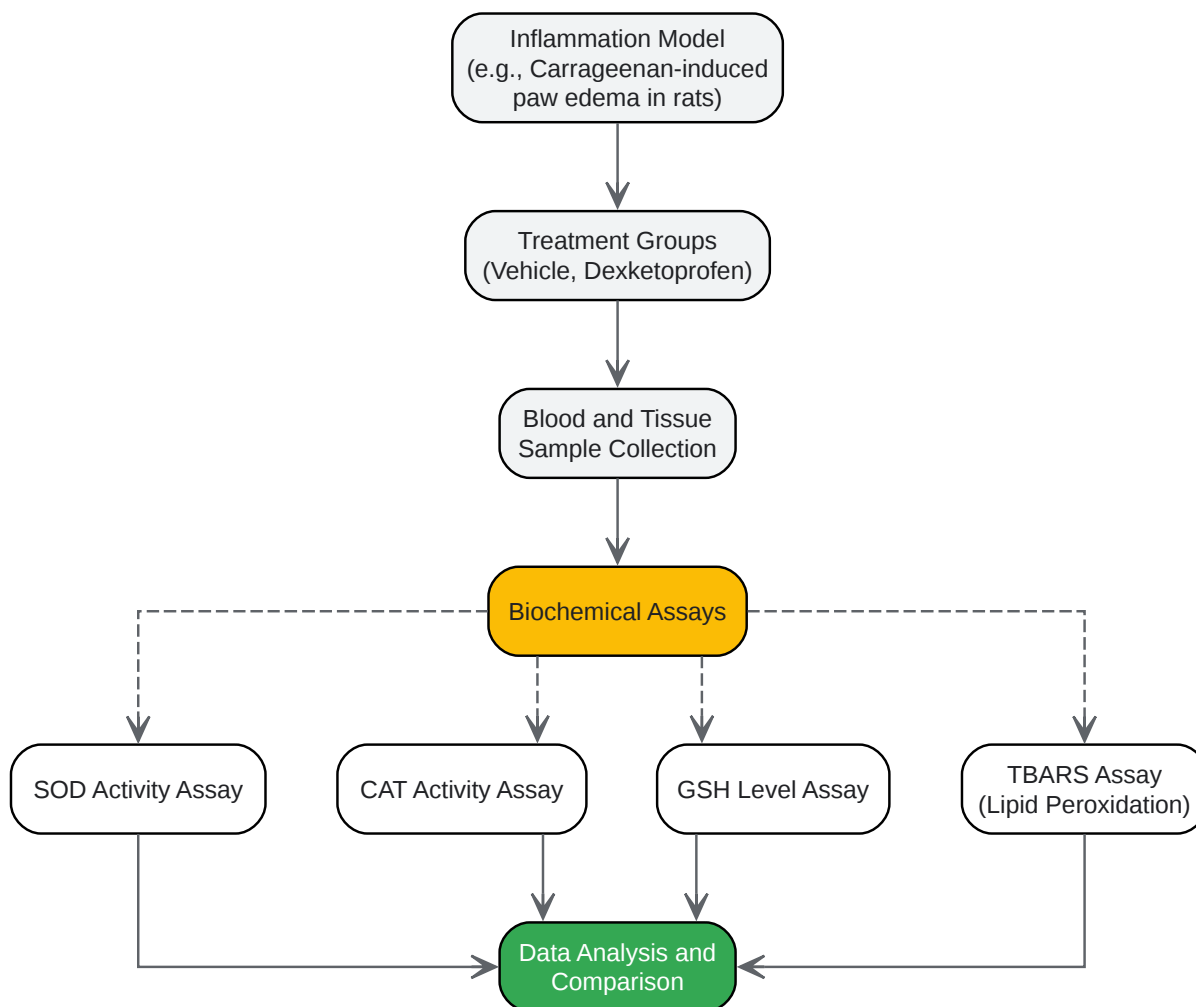 Inflammation Model
(e.g., Carrageenan-induced
paw edema in rats)
Treatment Groups
(Vehicle, Dexketoprofen)
Blood and Tissue
Sample Collection
Biochemical Assays
SOD Activity Assay
CAT Activity Assay
GSH Level Assay
TBARS Assay
(Lipid Peroxidation)
Data Analysis and
Comparison